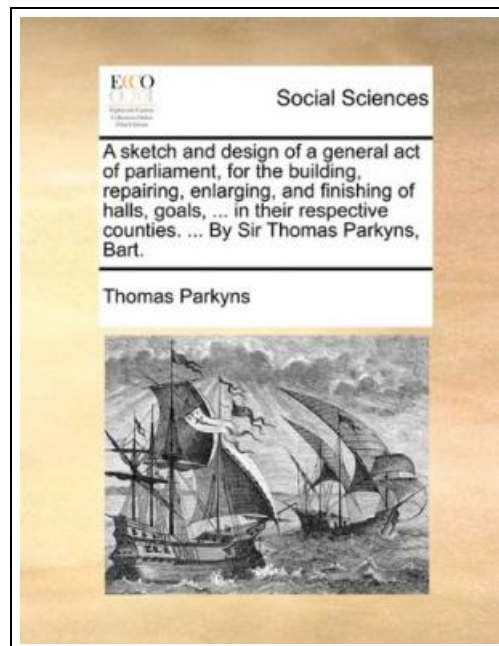 ECCO
Social Sciences
A sketch and design of a general act
of parliament, for the building,
repairing, enlarging, and finishing of
halls, goals, ... in their respective
counties. ... By Sir Thomas Parkyns,
Bart.
Thomas Parkyns